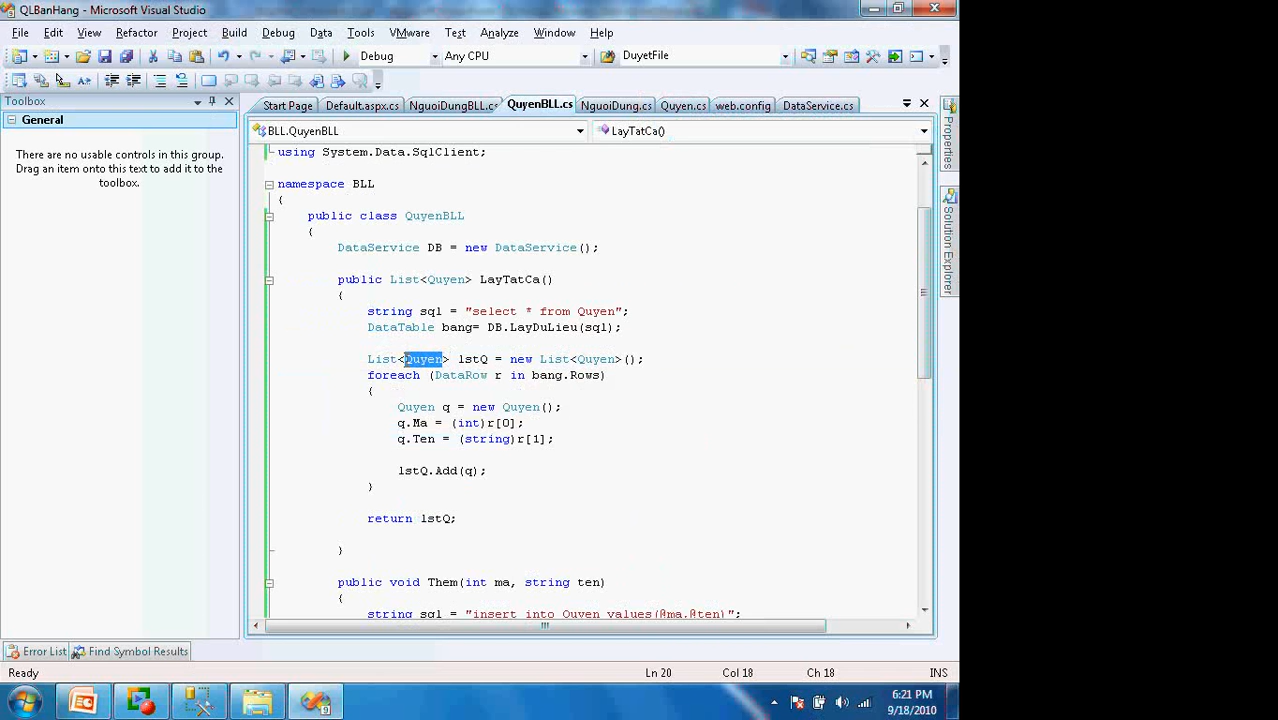 QLBanHang - Microsoft Visual Studio
File Edit View Refactor Project Build Debug Data Tools VMware Test Analyze Window Help
Debug Any CPU DuyetFile
Toolbox
General
There are no usable controls in this group.
Drag an item onto this text to add it to the
toolbox.
Start Page Default.aspx.cs NguoiDungBLL.cs QuyenBLL.cs NguoiDung.cs Quyen.cs web.config DataService.cs
BLL.QuyenBLL LayTatCa()
using System.Data.SqlClient;
namespace BLL
{
public class QuyenBLL
{
DataService DB = new DataService();
public List<Quyen> LayTatCa()
{
string sql = "select * from Quyen";
DataTable bang= DB.LayDuLieu(sql);
List<Quyen> lstQ = new List<Quyen>();
foreach (DataRow r in bang.Rows)
{
Quyen q = new Quyen();
q.Ma = (int)r[0];
q.Ten = (string)r[1];
lstQ.Add(q);
}
return lstQ;
}
public void Them(int ma, string ten)
{
string sql = "insert into Quyen values(@ma,@ten)";
Properties
Solution Explorer
Error List Find Symbol Results
Ready Ln 20 Col 18 Ch 18 INS
6:21 PM
9/18/2010